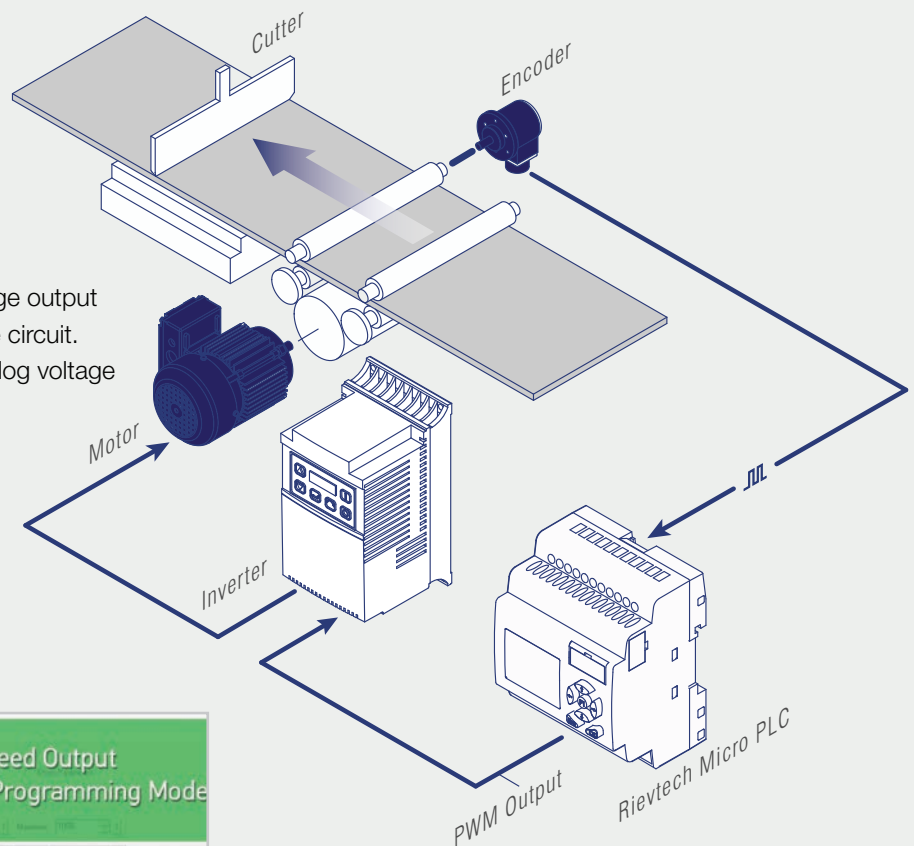 Cutter
Encoder
ge output
circuit.
log voltage
Motor
Inverter
PWM Output
Rievtech Micro PLC
eed Output
Programming Mode